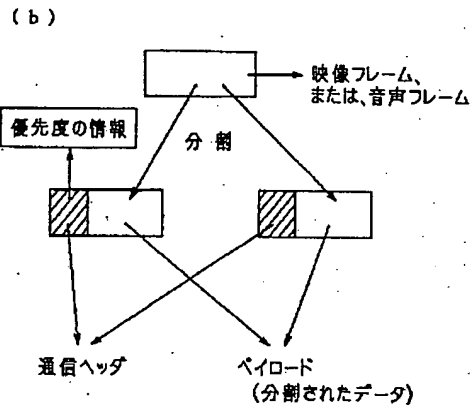 (b)
映像フレーム、
または、音声フレーム
優先度の情報
分割
通信ヘッダ
ペイロード
(分割されたデータ)